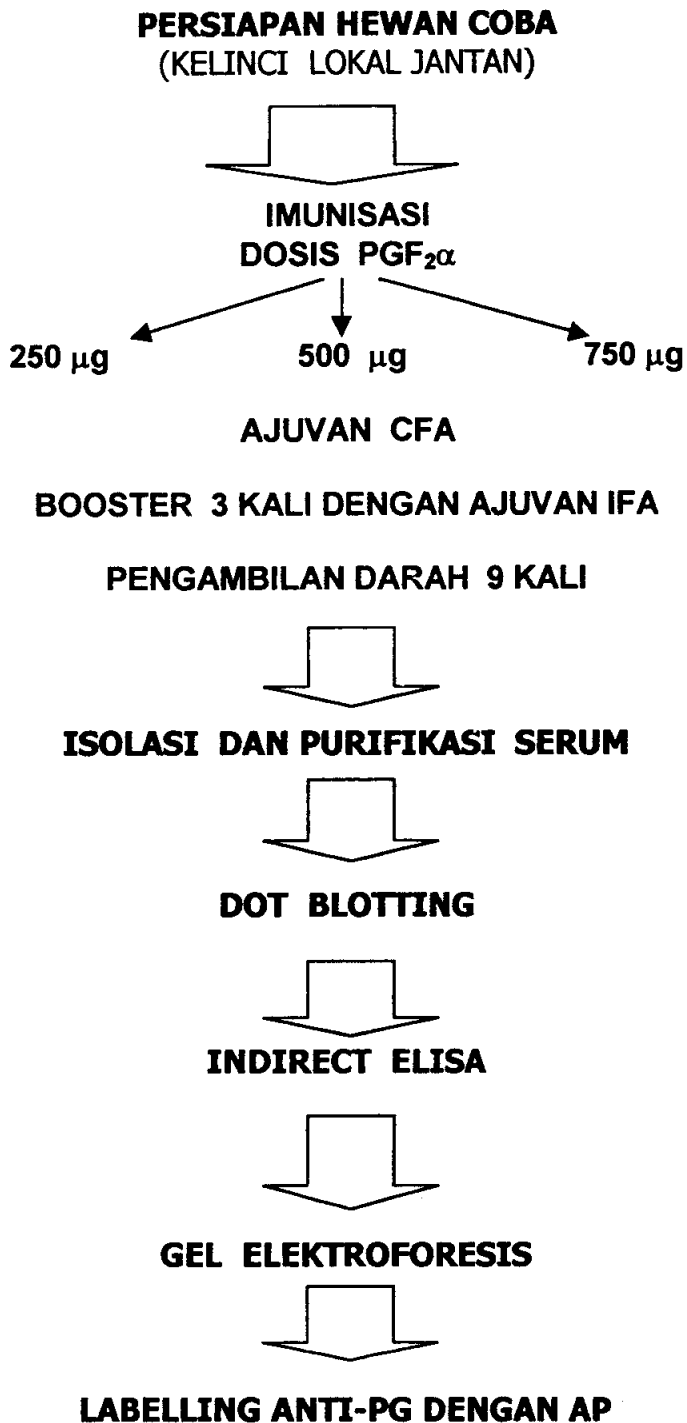 PERSIAPAN HEWAN COBA
(KELINCI LOKAL JANTAN)
IMUNISASI
DOSIS PGF₂α
250 μg 500 μg 750 μg
AJUVAN CFA
BOOSTER 3 KALI DENGAN AJUVAN IFA
PENGAMBILAN DARAH 9 KALI
ISOLASI DAN PURIFIKASI SERUM
DOT BLOTTING
INDIRECT ELISA
GEL ELEKTROFORESIS
LABELLING ANTI-PG DENGAN AP